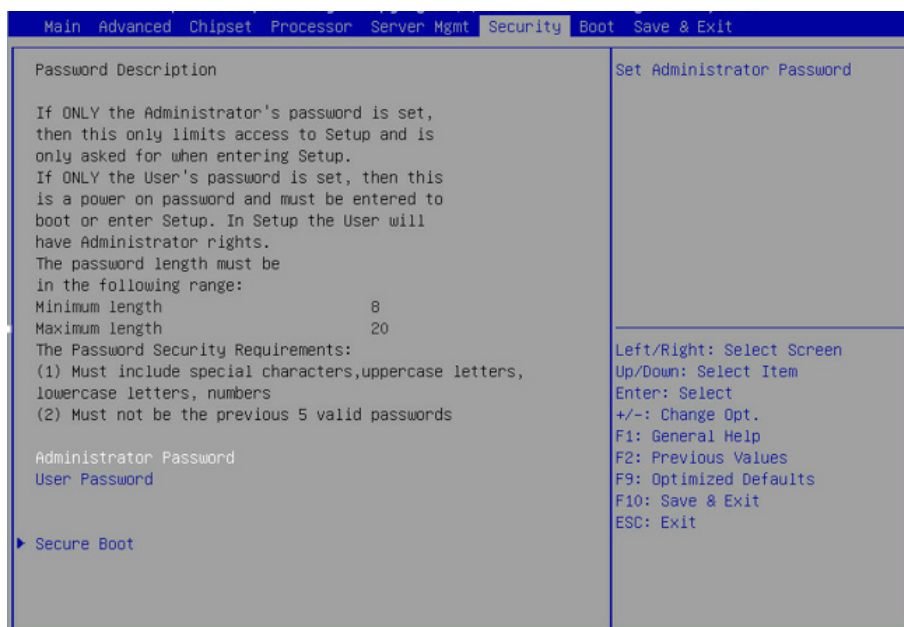 Main Advanced Chipset Processor Server Mgmt Security Boot Save & Exit
Password Description
If ONLY the Administrator's password is set,
then this only limits access to Setup and is
only asked for when entering Setup.
If ONLY the User's password is set, then this
is a power on password and must be entered to
boot or enter Setup. In Setup the User will
have Administrator rights.
The password length must be
in the following range:
Minimum length 8
Maximum length 20
The Password Security Requirements:
(1) Must include special characters,uppercase letters,
lowercase letters, numbers
(2) Must not be the previous 5 valid passwords
Administrator Password
User Password
Secure Boot
Set Administrator Password
Left/Right: Select Screen
Up/Down: Select Item
Enter: Select
+/-: Change Opt.
F1: General Help
F2: Previous Values
F9: Optimized Defaults
F10: Save & Exit
ESC: Exit